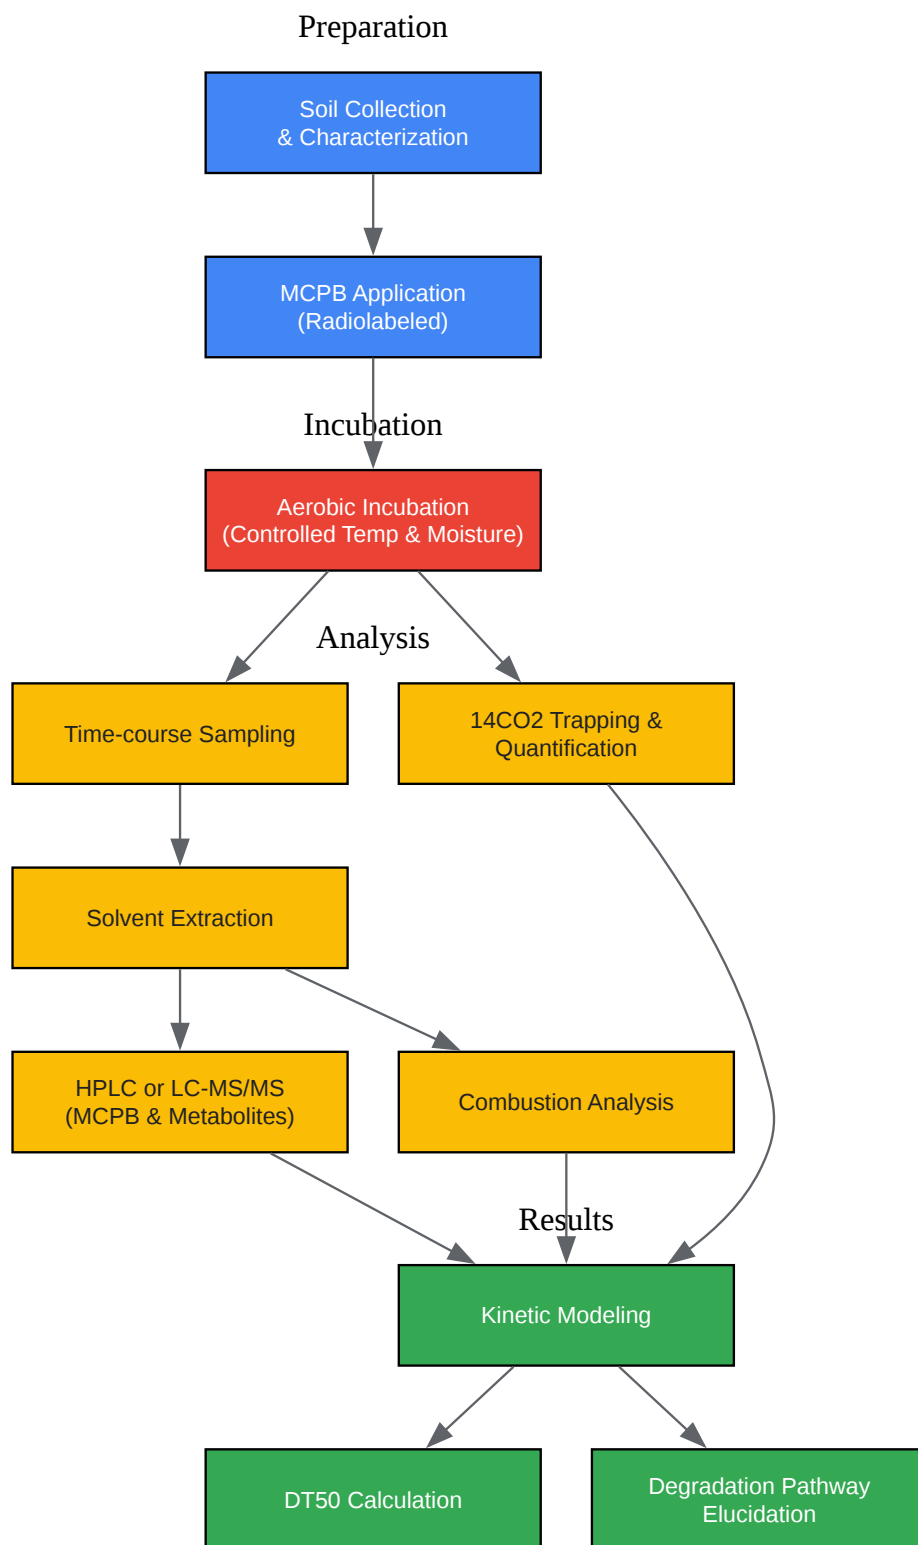 Preparation
Soil Collection
& Characterization
MCPB Application
(Radiolabeled)
Incubation
Aerobic Incubation
(Controlled Temp & Moisture)
Analysis
Time-course Sampling
14CO2 Trapping &
Quantification
Solvent Extraction
HPLC or LC-MS/MS
(MCPB & Metabolites)
Combustion Analysis
Results
Kinetic Modeling
DT50 Calculation
Degradation Pathway
Elucidation